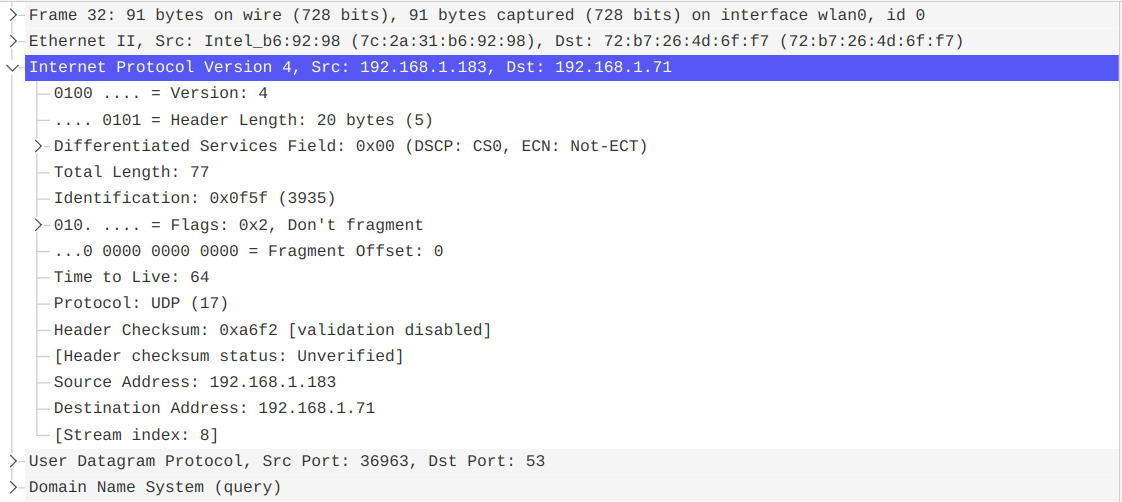 Frame 32: 91 bytes on wire (728 bits), 91 bytes captured (728 bits) on interface wlan0, id 0
Ethernet II, Src: Intel_b6:92:98 (7c:2a:31:b6:92:98), Dst: 72:b7:26:4d:6f:f7 (72:b7:26:4d:6f:f7)
Internet Protocol Version 4, Src: 192.168.1.183, Dst: 192.168.1.71
0100 .... = Version: 4
.... 0101 = Header Length: 20 bytes (5)
Differentiated Services Field: 0x00 (DSCP: CS0, ECN: Not-ECT)
Total Length: 77
Identification: 0x0f5f (3935)
010. .... = Flags: 0x2, Don't fragment
...0 0000 0000 0000 = Fragment Offset: 0
Time to Live: 64
Protocol: UDP (17)
Header Checksum: 0xa6f2 [validation disabled]
[Header checksum status: Unverified]
Source Address: 192.168.1.183
Destination Address: 192.168.1.71
[Stream index: 8]
User Datagram Protocol, Src Port: 36963, Dst Port: 53
Domain Name System (query)